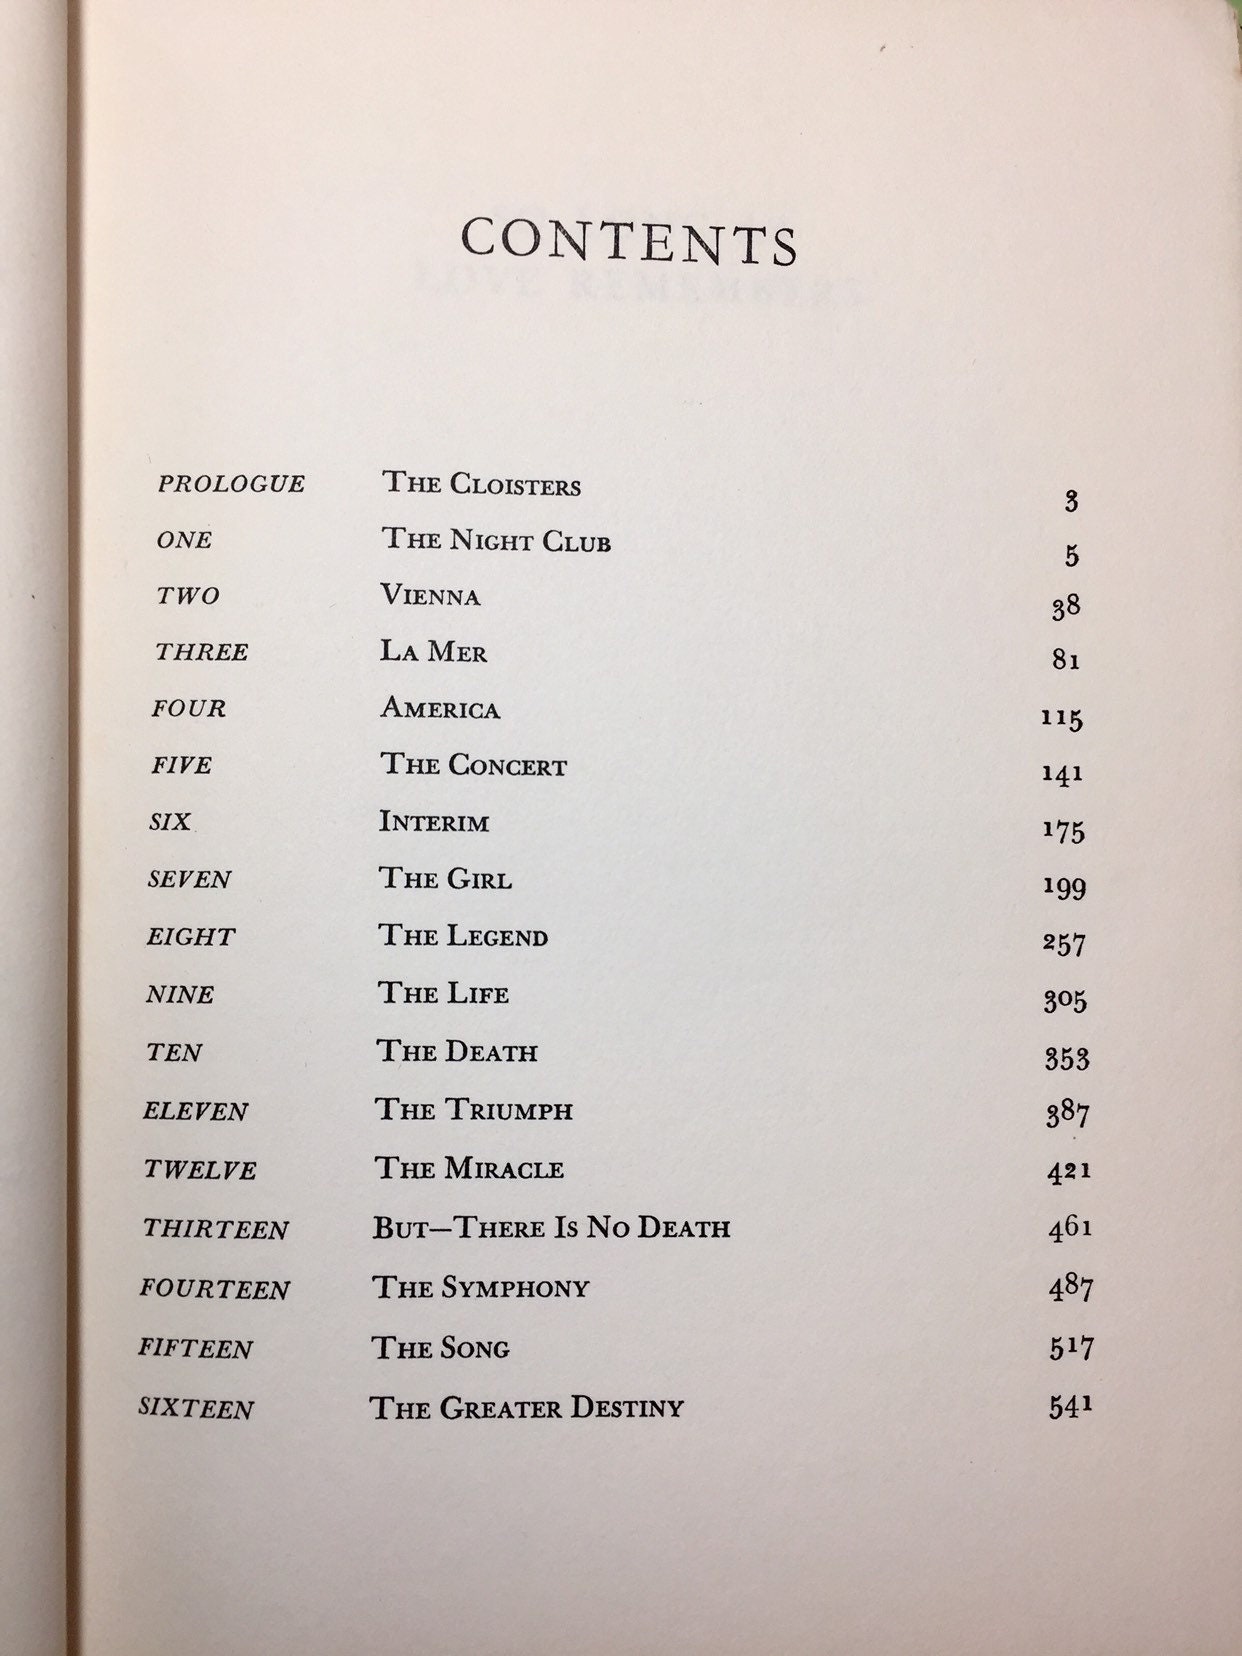 CONTENTS
PROLOGUE The Cloisters 3
ONE The Night Club 5
TWO Vienna 38
THREE La Mer 81
FOUR America 115
FIVE The Concert 141
SIX Interim 175
SEVEN The Girl 199
EIGHT The Legend 257
NINE The Life 305
TEN The Death 353
ELEVEN The Triumph 387
TWELVE The Miracle 421
THIRTEEN But—There Is No Death 461
FOURTEEN The Symphony 487
FIFTEEN The Song 517
SIXTEEN The Greater Destiny 541